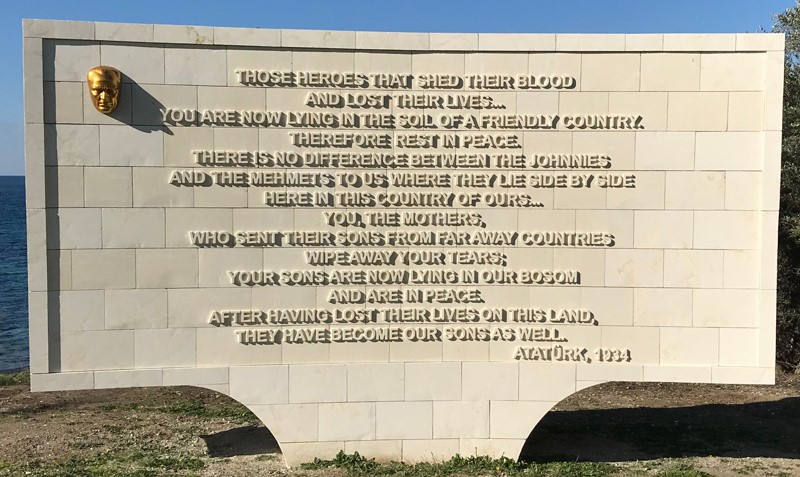 THOSE HEROES THAT SHED THEIR BLOOD
AND LOST THEIR LIVES...
YOU ARE NOW LYING IN THE SOIL OF A FRIENDLY COUNTRY.
THEREFORE REST IN PEACE.
THERE IS NO DIFFERENCE BETWEEN THE JOHNNIES
AND THE MEHMETS TO US WHERE THEY LIE SIDE BY SIDE
HERE IN THIS COUNTRY OF OURS...
YOU, THE MOTHERS,
WHO SENT THEIR SONS FROM FAR AWAY COUNTRIES
WIPE AWAY YOUR TEARS;
YOUR SONS ARE NOW LYING IN OUR BOSOM
AND ARE IN PEACE.
AFTER HAVING LOST THEIR LIVES ON THIS LAND,
THEY HAVE BECOME OUR SONS AS WELL.
ATATÜRK, 1934